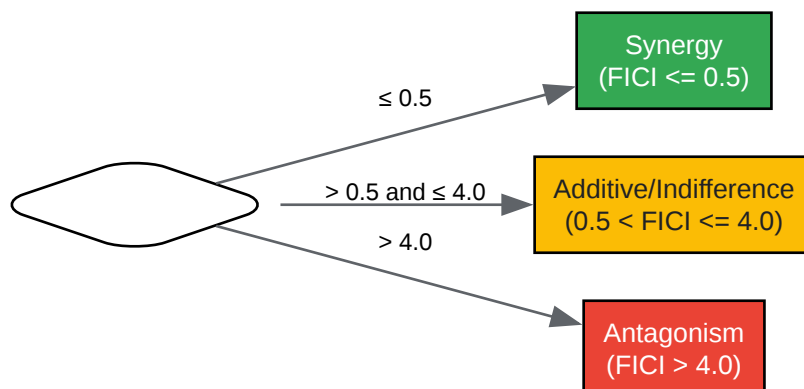 Synergy
(FICI <= 0.5)
≤ 0.5
> 0.5 and ≤ 4.0
Additive/Indifference
(0.5 < FICI <= 4.0)
> 4.0
Antagonism
(FICI > 4.0)